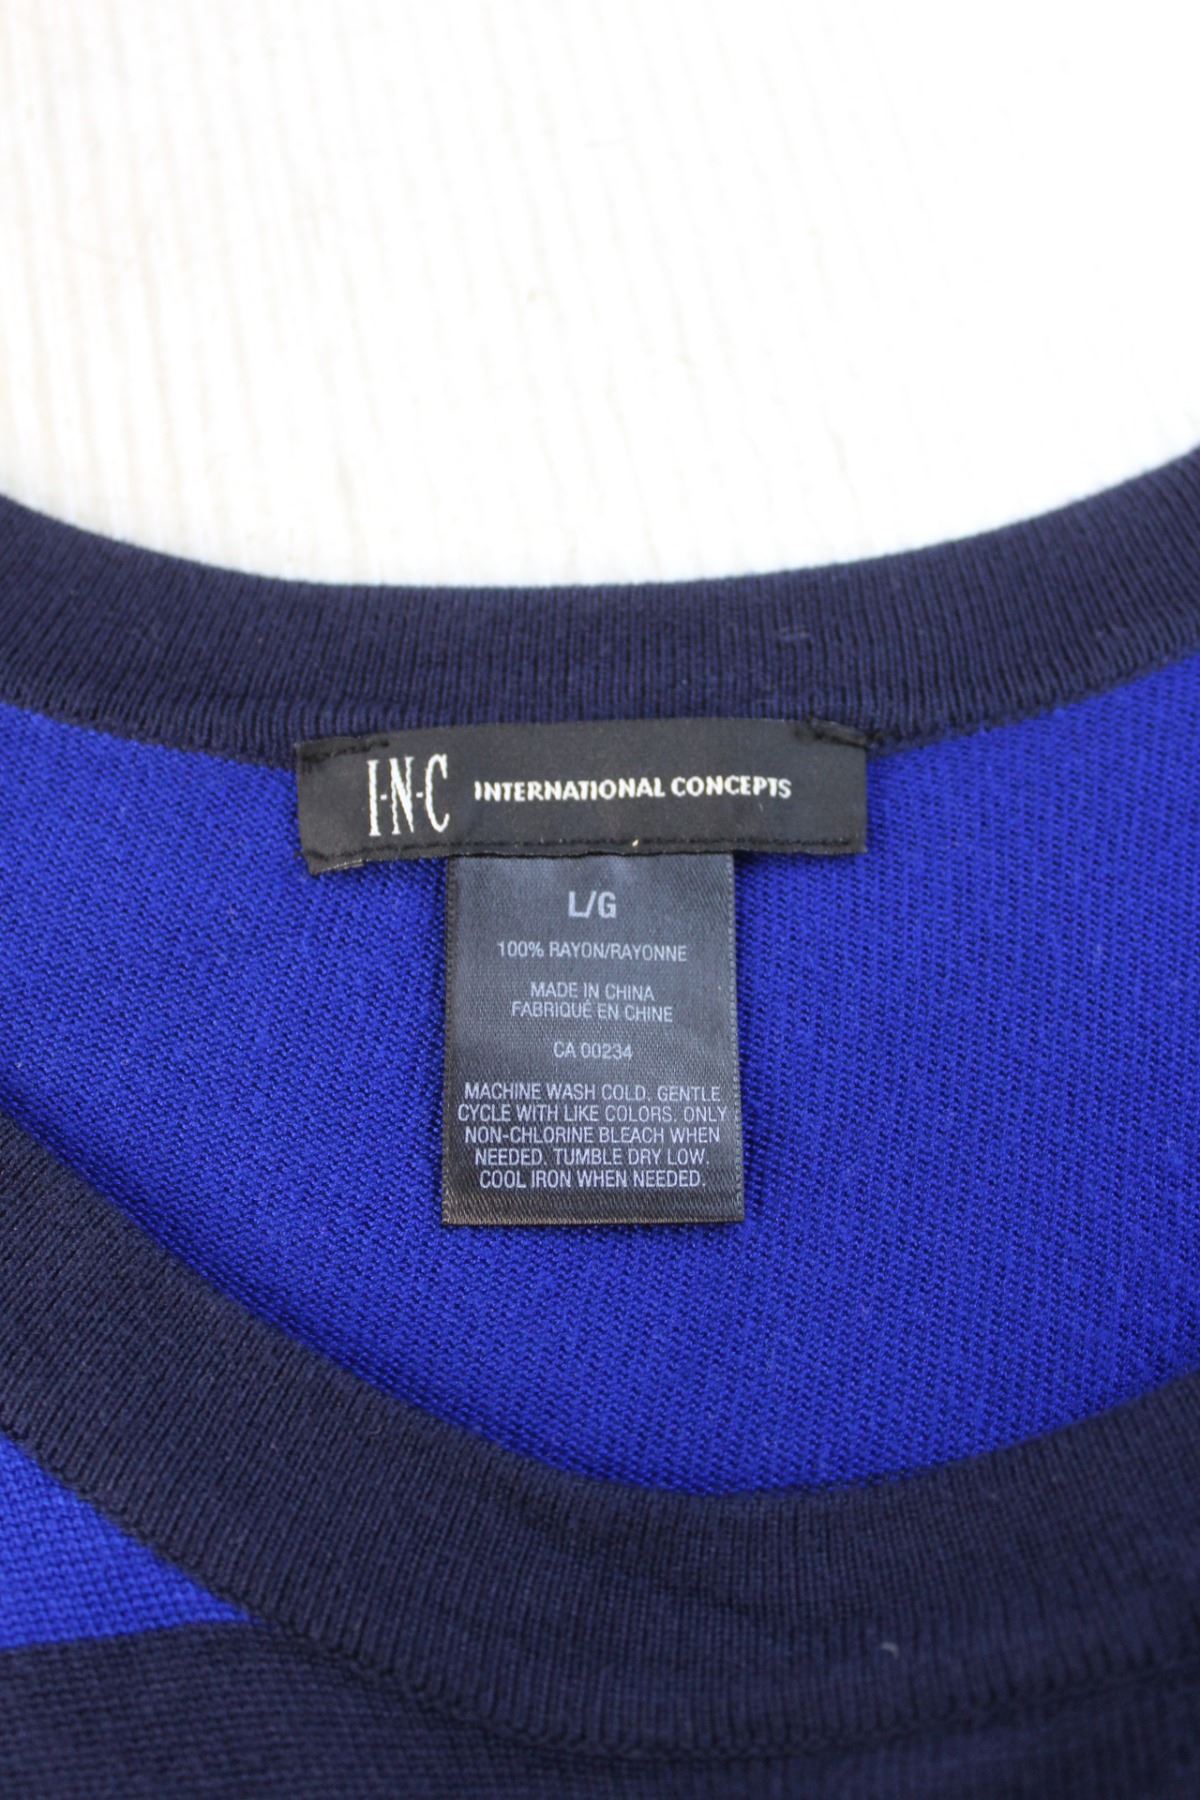 I-N-C INTERNATIONAL CONCEPTS
L/G
100% RAYON/RAYONNE
MADE IN CHINA
FABRIQUÉ EN CHINE
CA 00234
MACHINE WASH COLD. GENTLE
CYCLE WITH LIKE COLORS. ONLY
NON-CHLORINE BLEACH WHEN
NEEDED. TUMBLE DRY LOW.
COOL IRON WHEN NEEDED.